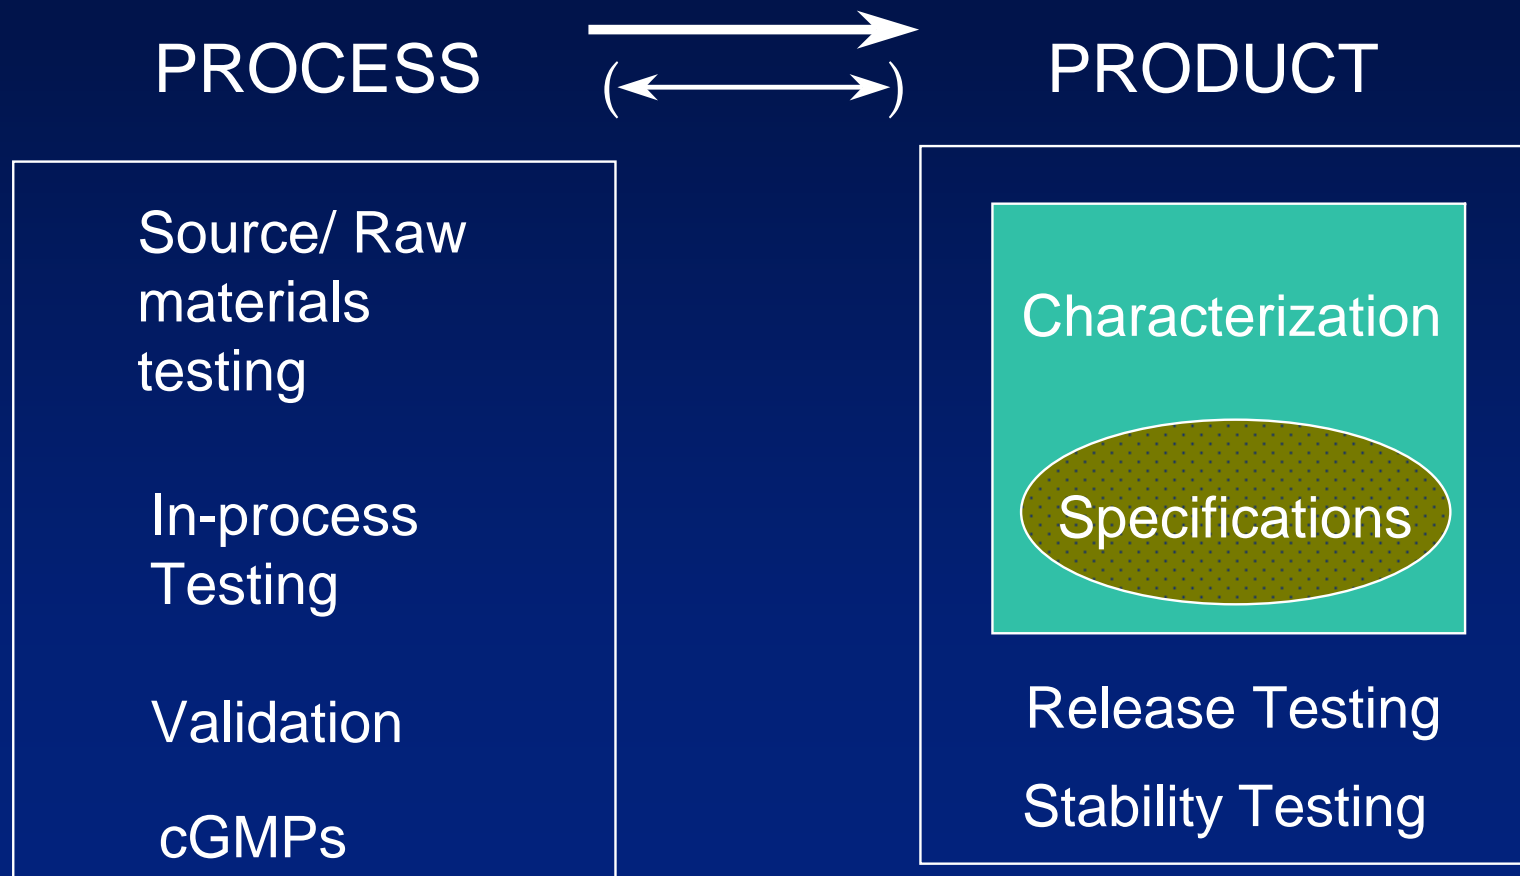 PROCESS
( )
PRODUCT
Source/ Raw
materials
testing
In-process
Testing
Validation
cGMPs
Characterization
Specifications
Release Testing
Stability Testing